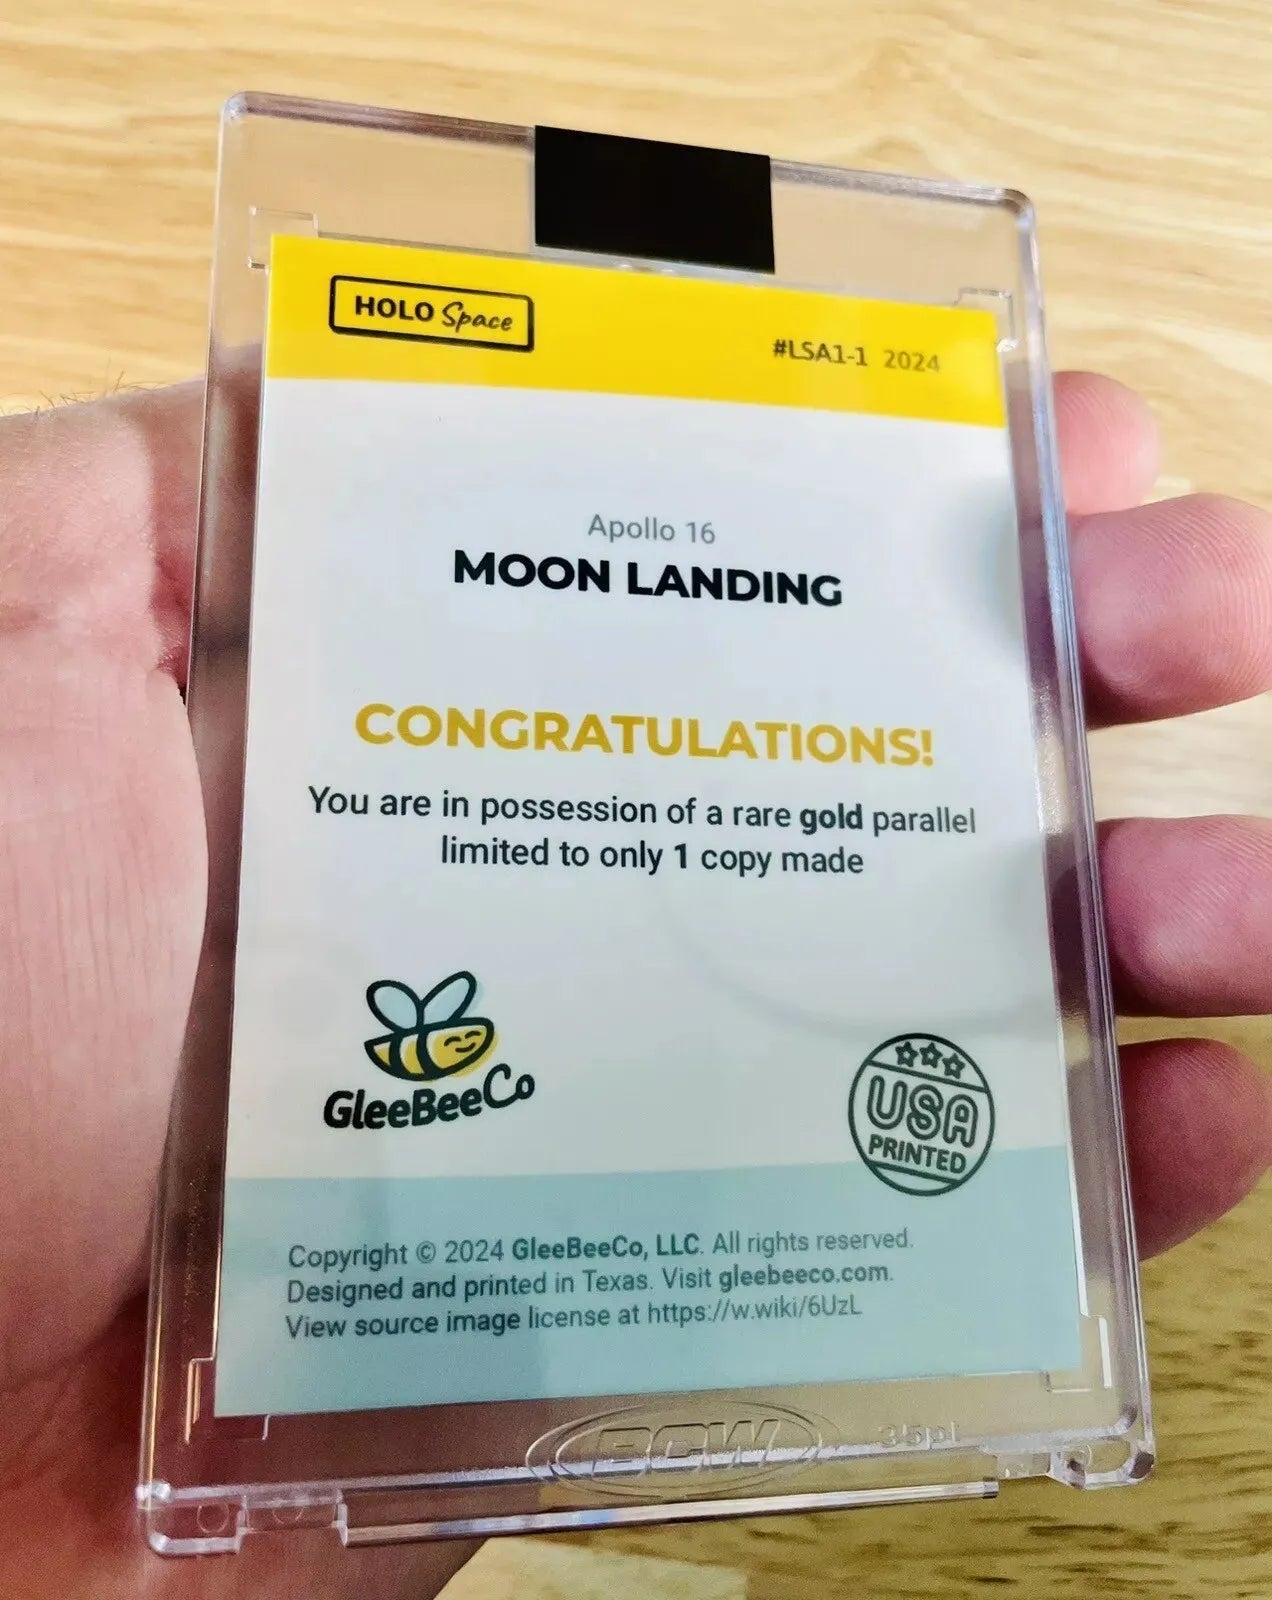 HOLO Space
#LSA1-1 2024
Apollo 16
MOON LANDING
CONGRATULATIONS!
You are in possession of a rare gold parallel
limited to only 1 copy made
GleeBeeCo
USA
PRINTED
Copyright © 2024 GleeBeeCo, LLC. All rights reserved.
Designed and printed in Texas. Visit gleebeeco.com.
View source image license at https://w.wiki/6UzL
BCW 35pt